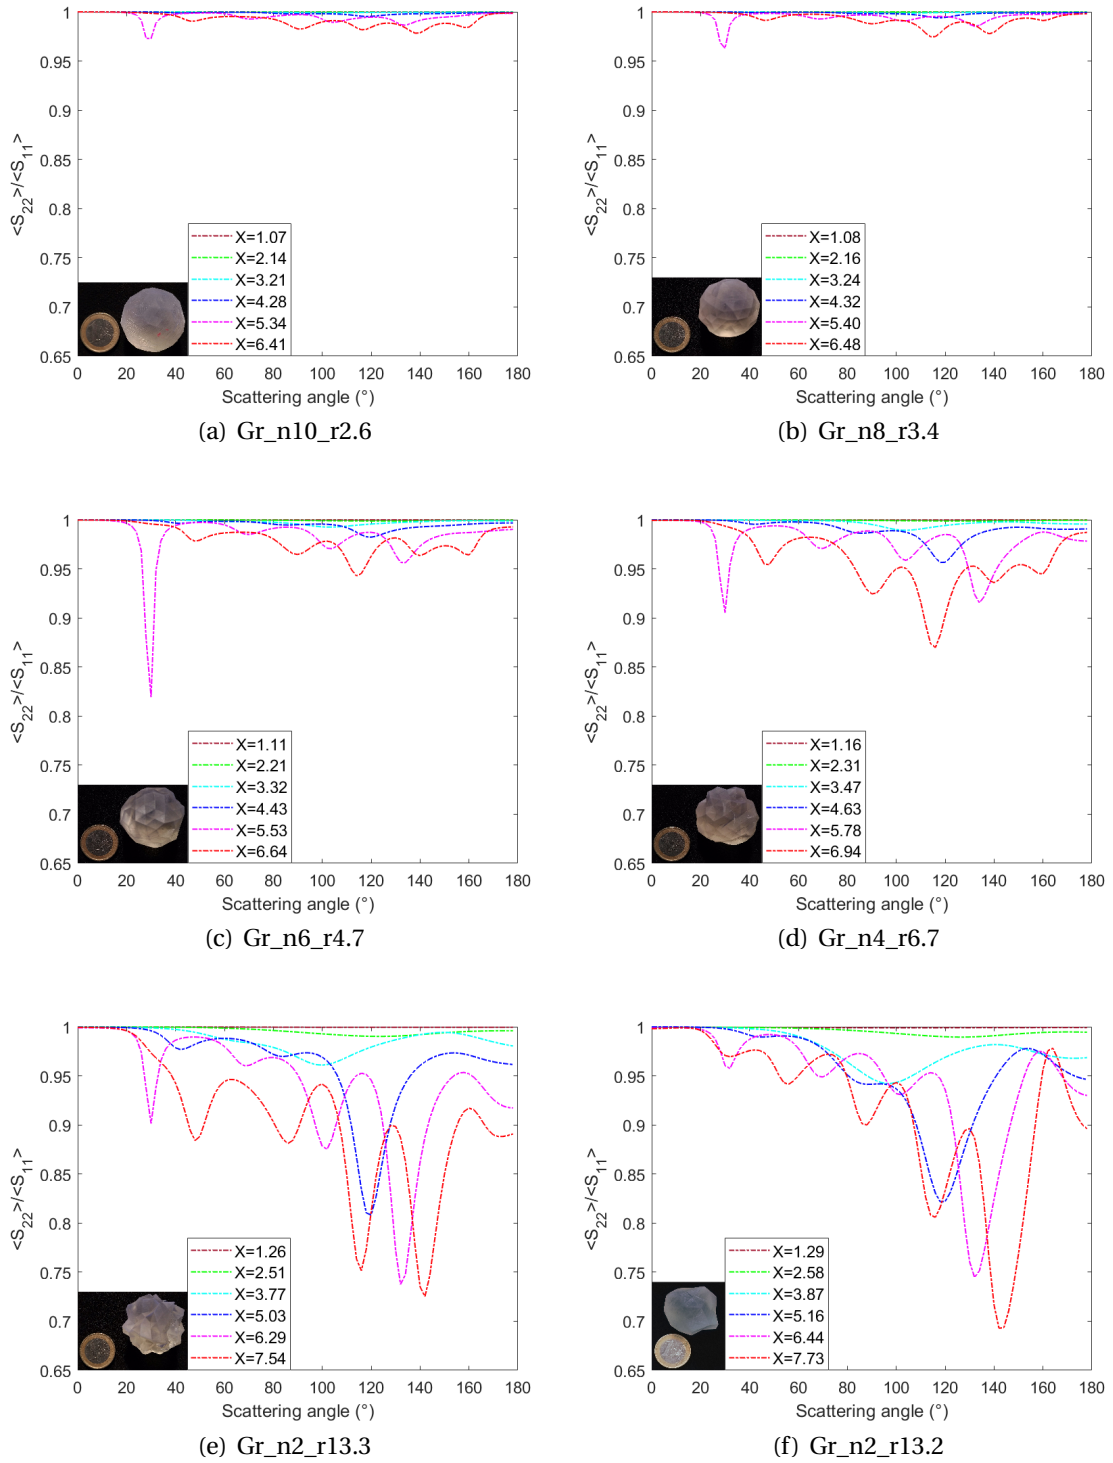 1
0.95
0.9
0.85
0.8
0.75
0.7
0.65
<S22>/<S11>
X=1.07
X=2.14
X=3.21
X=4.28
X=5.34
X=6.41
0 20 40 60 80 100 120 140 160 180
Scattering angle (°)
(a) Gr_n10_r2.6
1
0.95
0.9
0.85
0.8
0.75
0.7
0.65
<S22>/<S11>
X=1.08
X=2.16
X=3.24
X=4.32
X=5.40
X=6.48
0 20 40 60 80 100 120 140 160 180
Scattering angle (°)
(b) Gr_n8_r3.4
1
0.95
0.9
0.85
0.8
0.75
0.7
0.65
<S22>/<S11>
X=1.11
X=2.21
X=3.32
X=4.43
X=5.53
X=6.64
0 20 40 60 80 100 120 140 160 180
Scattering angle (°)
(c) Gr_n6_r4.7
1
0.95
0.9
0.85
0.8
0.75
0.7
0.65
<S22>/<S11>
X=1.16
X=2.31
X=3.47
X=4.63
X=5.78
X=6.94
0 20 40 60 80 100 120 140 160 180
Scattering angle (°)
(d) Gr_n4_r6.7
1
0.95
0.9
0.85
0.8
0.75
0.7
0.65
<S22>/<S11>
X=1.26
X=2.51
X=3.77
X=5.03
X=6.29
X=7.54
0 20 40 60 80 100 120 140 160 180
Scattering angle (°)
(e) Gr_n2_r13.3
1
0.95
0.9
0.85
0.8
0.75
0.7
0.65
<S22>/<S11>
X=1.29
X=2.58
X=3.87
X=5.16
X=6.44
X=7.73
0 20 40 60 80 100 120 140 160 180
Scattering angle (°)
(f) Gr_n2_r13.2